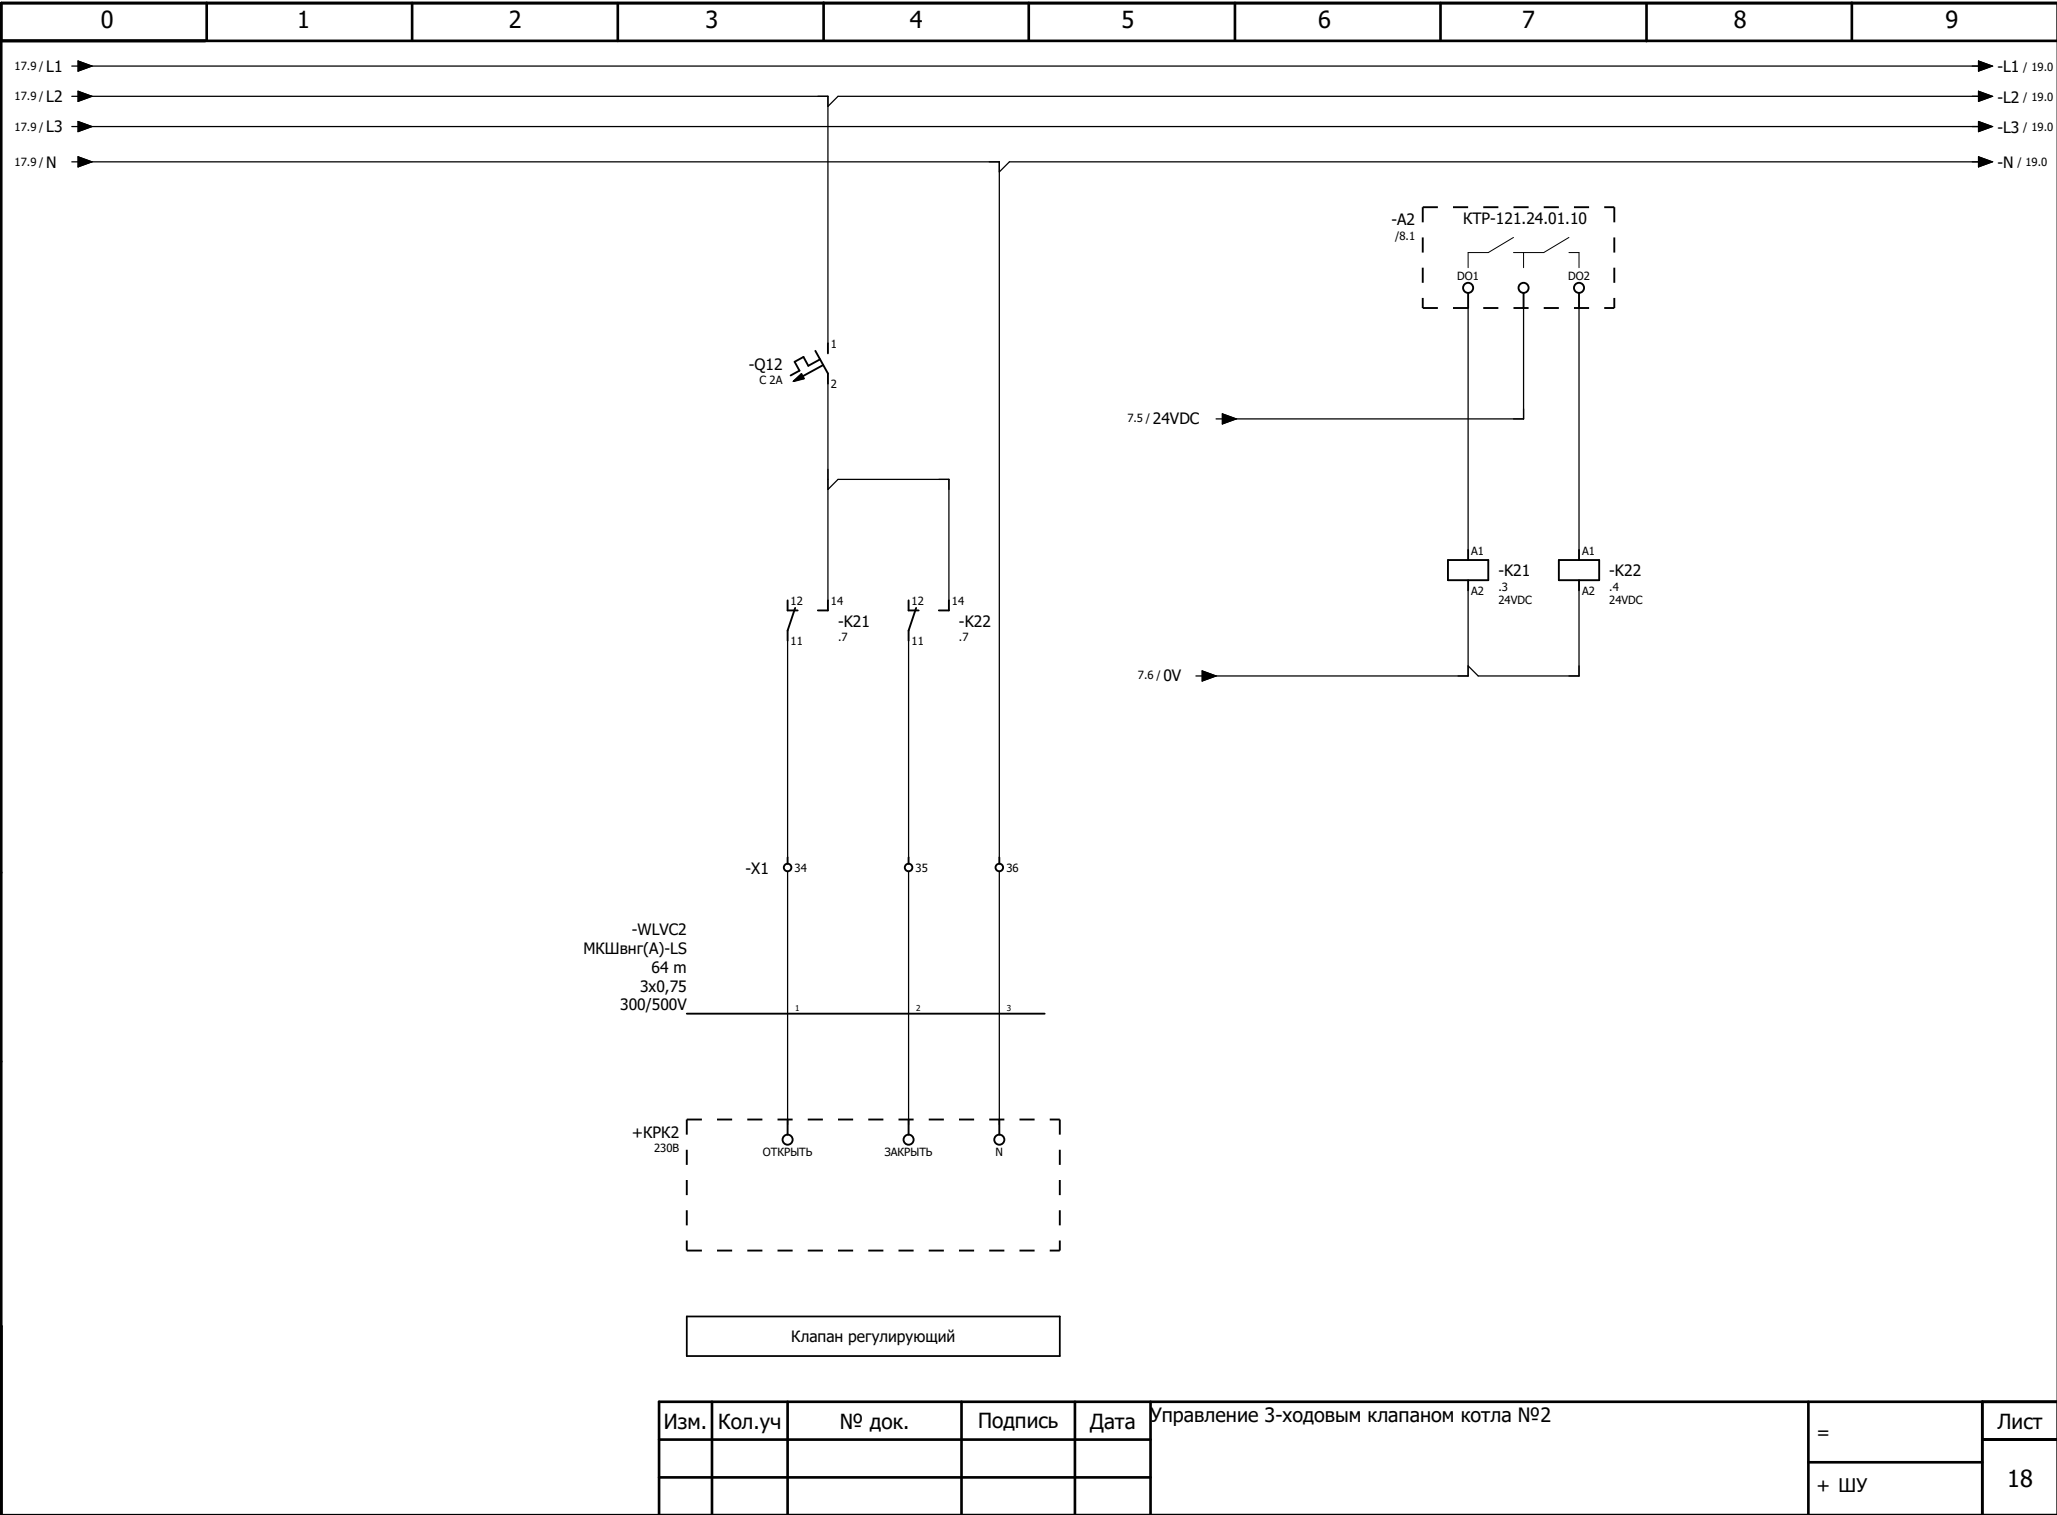 0 1 2 3 4 5 6 7 8 9
17.9 / L1
-L1 / 19.0
17.9 / L2
-L2 / 19.0
17.9 / L3
-L3 / 19.0
17.9 / N
-N / 19.0
-A2
/8.1
КТР-121.24.01.10
DO1
DO2
-Q12
C 2A
1
2
7.5 / 24VDC
A1
A2
-K21
.3
24VDC
A1
A2
-K22
.4
24VDC
12
14
11
-K21
.7
12
14
11
-K22
.7
7.6 / 0V
-X1
34
35
36
-WLVC2
МКШвнг(А)-LS
64 m
3x0,75
300/500V
1
2
3
+КРК2
230В
ОТКРЫТЬ
ЗАКРЫТЬ
N
Клапан регулирующий
Изм. Кол.уч № док. Подпись Дата
Управление 3-ходовым клапаном котла №2
=
+ ШУ
Лист
18